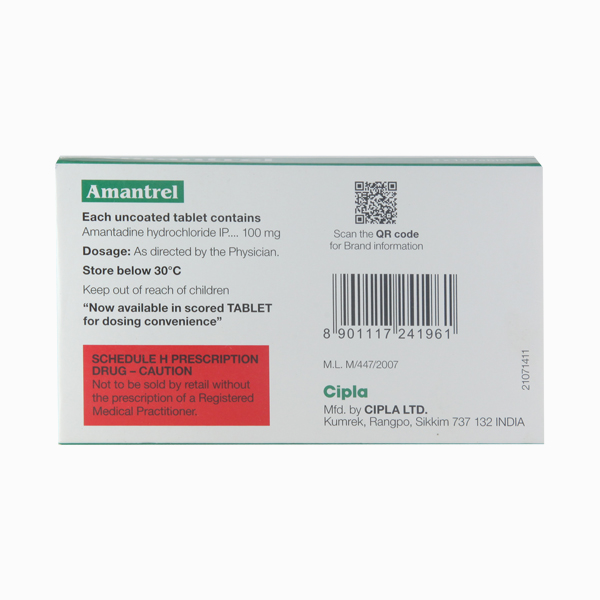 Amantrel
Each uncoated tablet contains
Amantadine hydrochloride IP.... 100 mg
Dosage: As directed by the Physician.
Store below 30°C
Keep out of reach of children
“Now available in scored TABLET
for dosing convenience”
SCHEDULE H PRESCRIPTION
DRUG – CAUTION
Not to be sold by retail without
the prescription of a Registered
Medical Practitioner.
Scan the QR code
for Brand information
8 901117 241961
M.L. M/447/2007
21071411
Cipla
Mfd. by CIPLA LTD.
Kumrek, Rangpo, Sikkim 737 132 INDIA